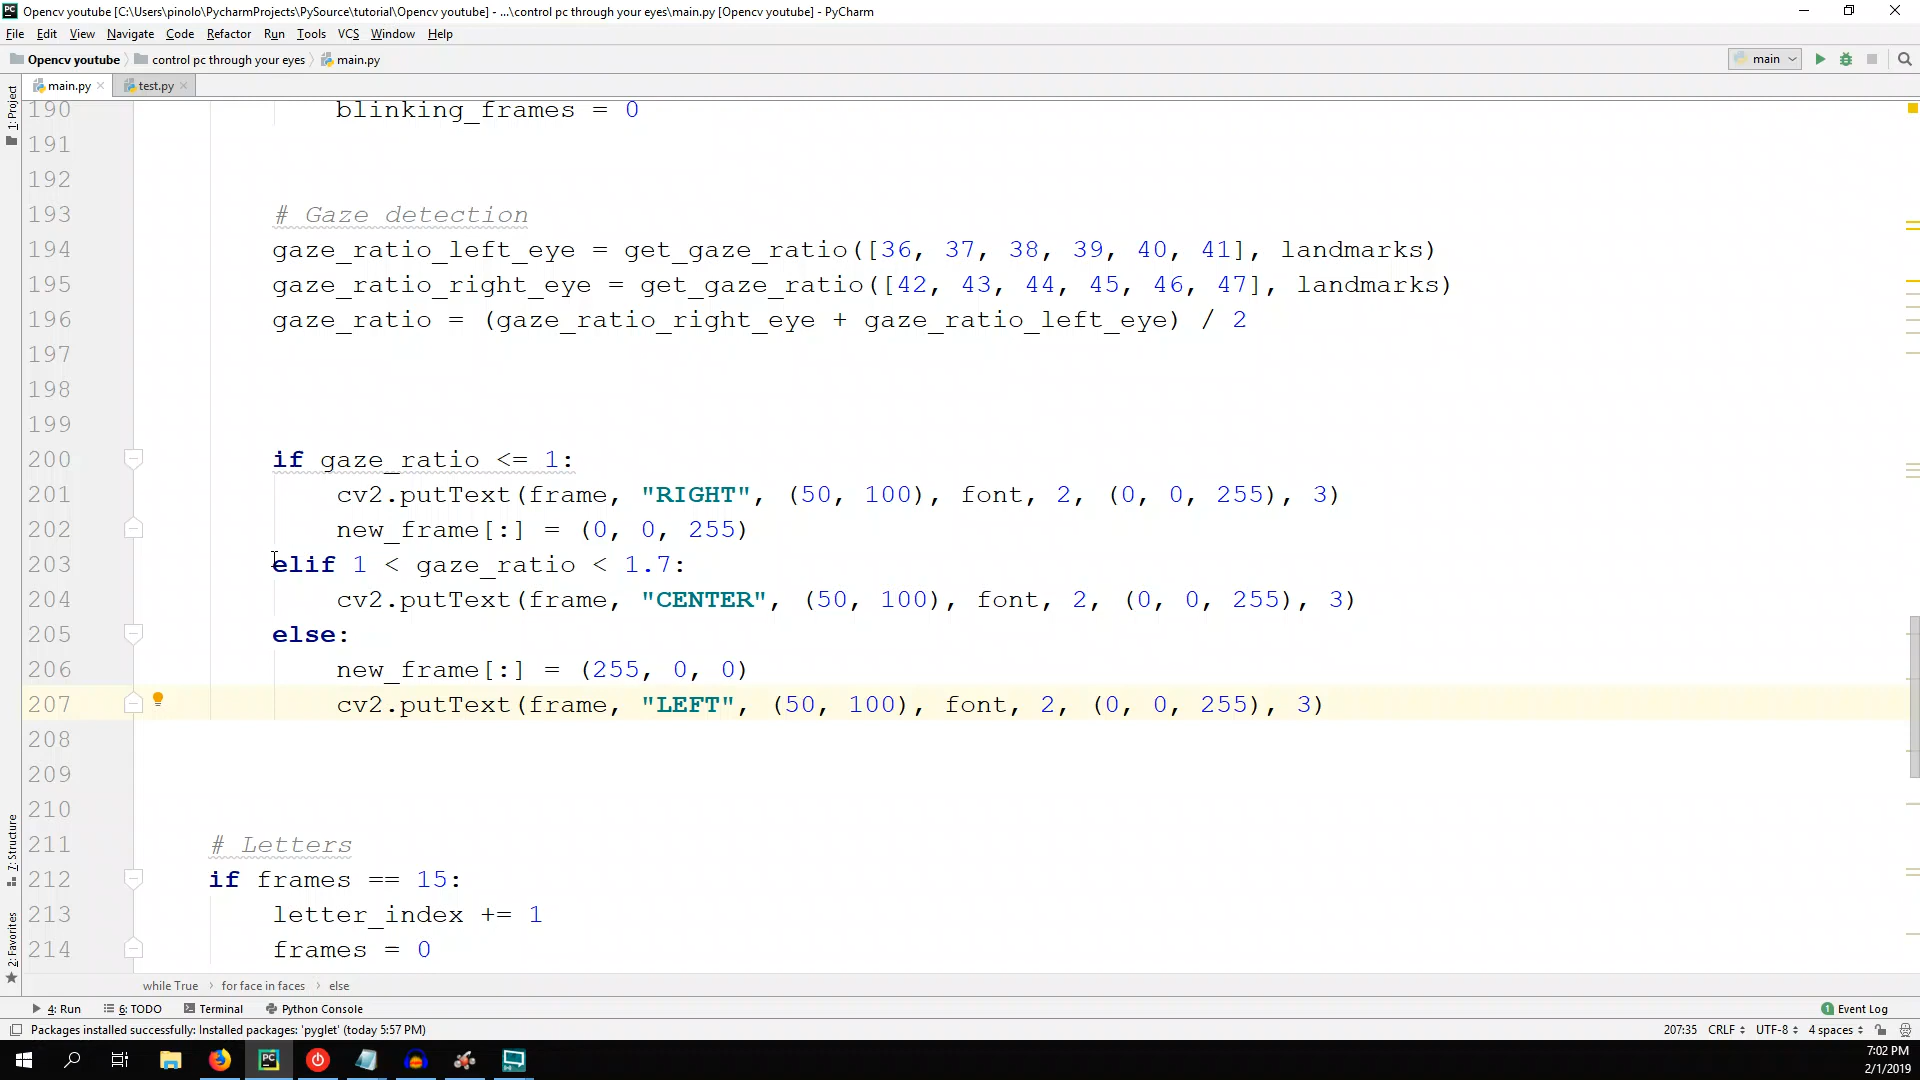 Opencv youtube [C:\Users\pinolo\PycharmProjects\PySource\tutorial\Opencv youtube] - ...\control pc through your eyes\main.py [Opencv youtube] - PyCharm
File Edit View Navigate Code Refactor Run Tools VCS Window Help
Opencv youtube control pc through your eyes main.py main
main.py test.py
1: Project
7: Structure
2: Favorites
190 blinking_frames = 0
191
192
193 # Gaze detection
194 gaze_ratio_left_eye = get_gaze_ratio([36, 37, 38, 39, 40, 41], landmarks)
195 gaze_ratio_right_eye = get_gaze_ratio([42, 43, 44, 45, 46, 47], landmarks)
196 gaze_ratio = (gaze_ratio_right_eye + gaze_ratio_left_eye) / 2
197
198
199
200 if gaze_ratio <= 1:
201 cv2.putText(frame, "RIGHT", (50, 100), font, 2, (0, 0, 255), 3)
202 new_frame[:] = (0, 0, 255)
203 elif 1 < gaze_ratio < 1.7:
204 cv2.putText(frame, "CENTER", (50, 100), font, 2, (0, 0, 255), 3)
205 else:
206 new_frame[:] = (255, 0, 0)
207 cv2.putText(frame, "LEFT", (50, 100), font, 2, (0, 0, 255), 3)
208
209
210
211 # Letters
212 if frames == 15:
213 letter_index += 1
214 frames = 0
while True for face in faces else
4: Run 6: TODO Terminal Python Console 1 Event Log
Packages installed successfully: Installed packages: 'pyglet' (today 5:57 PM) 207:35 CRLF UTF-8 4 spaces
7:02 PM
2/1/2019